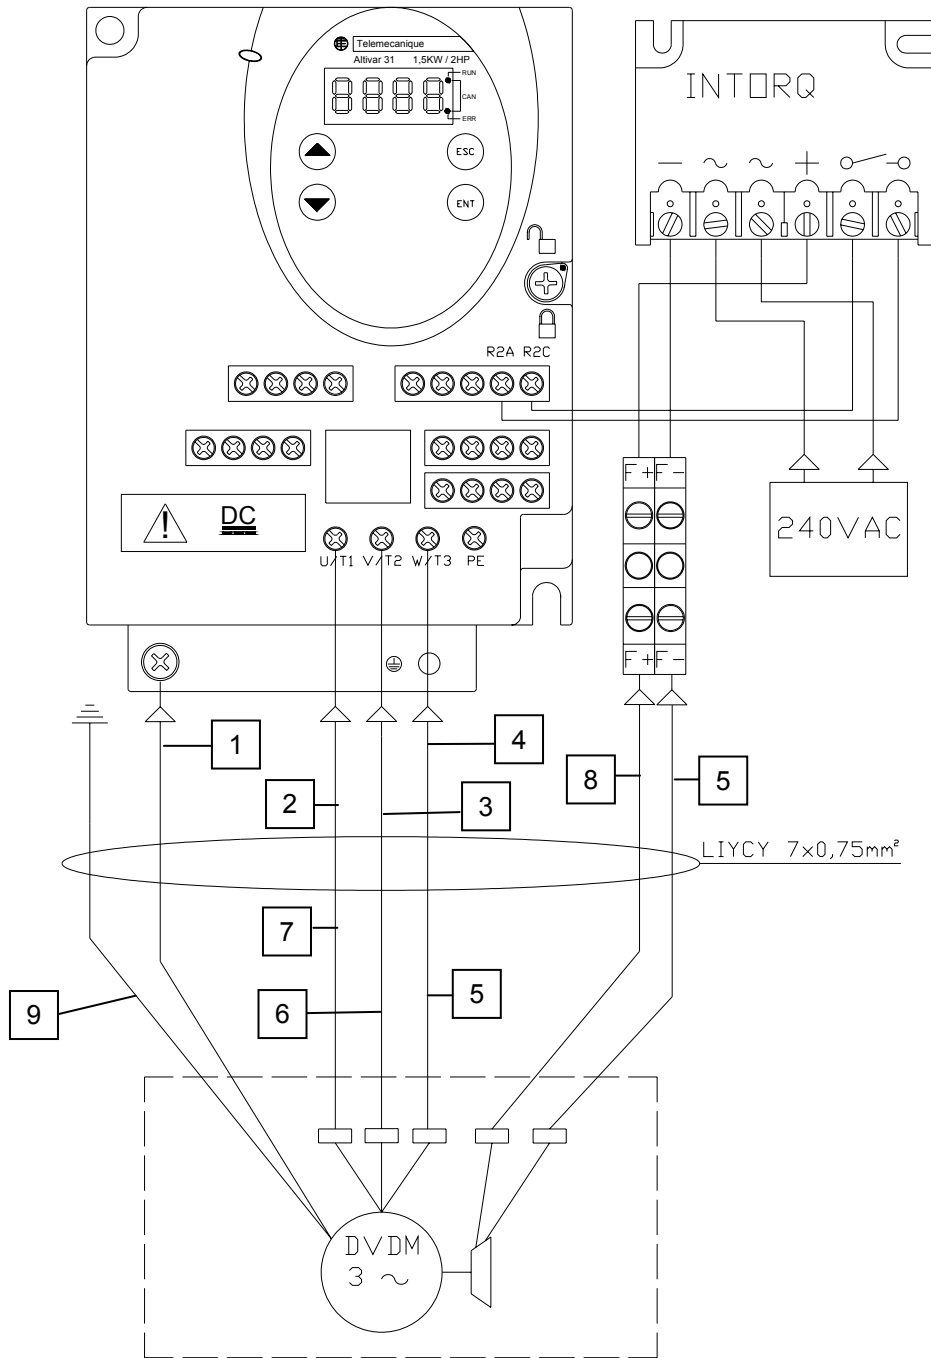 Telemecanique
Altivar 31 1,5KW / 2HP
RUN
CAN
ERR
ESC
ENT
INTORQ
R2A R2C
DC
U/T1 V/T2 W/T3 PE
F+ F-
240VAC
F+ F-
1
2
3
4
8
5
LIYCY 7x0,75mm²
7
6
5
9
DVDM
3 ~